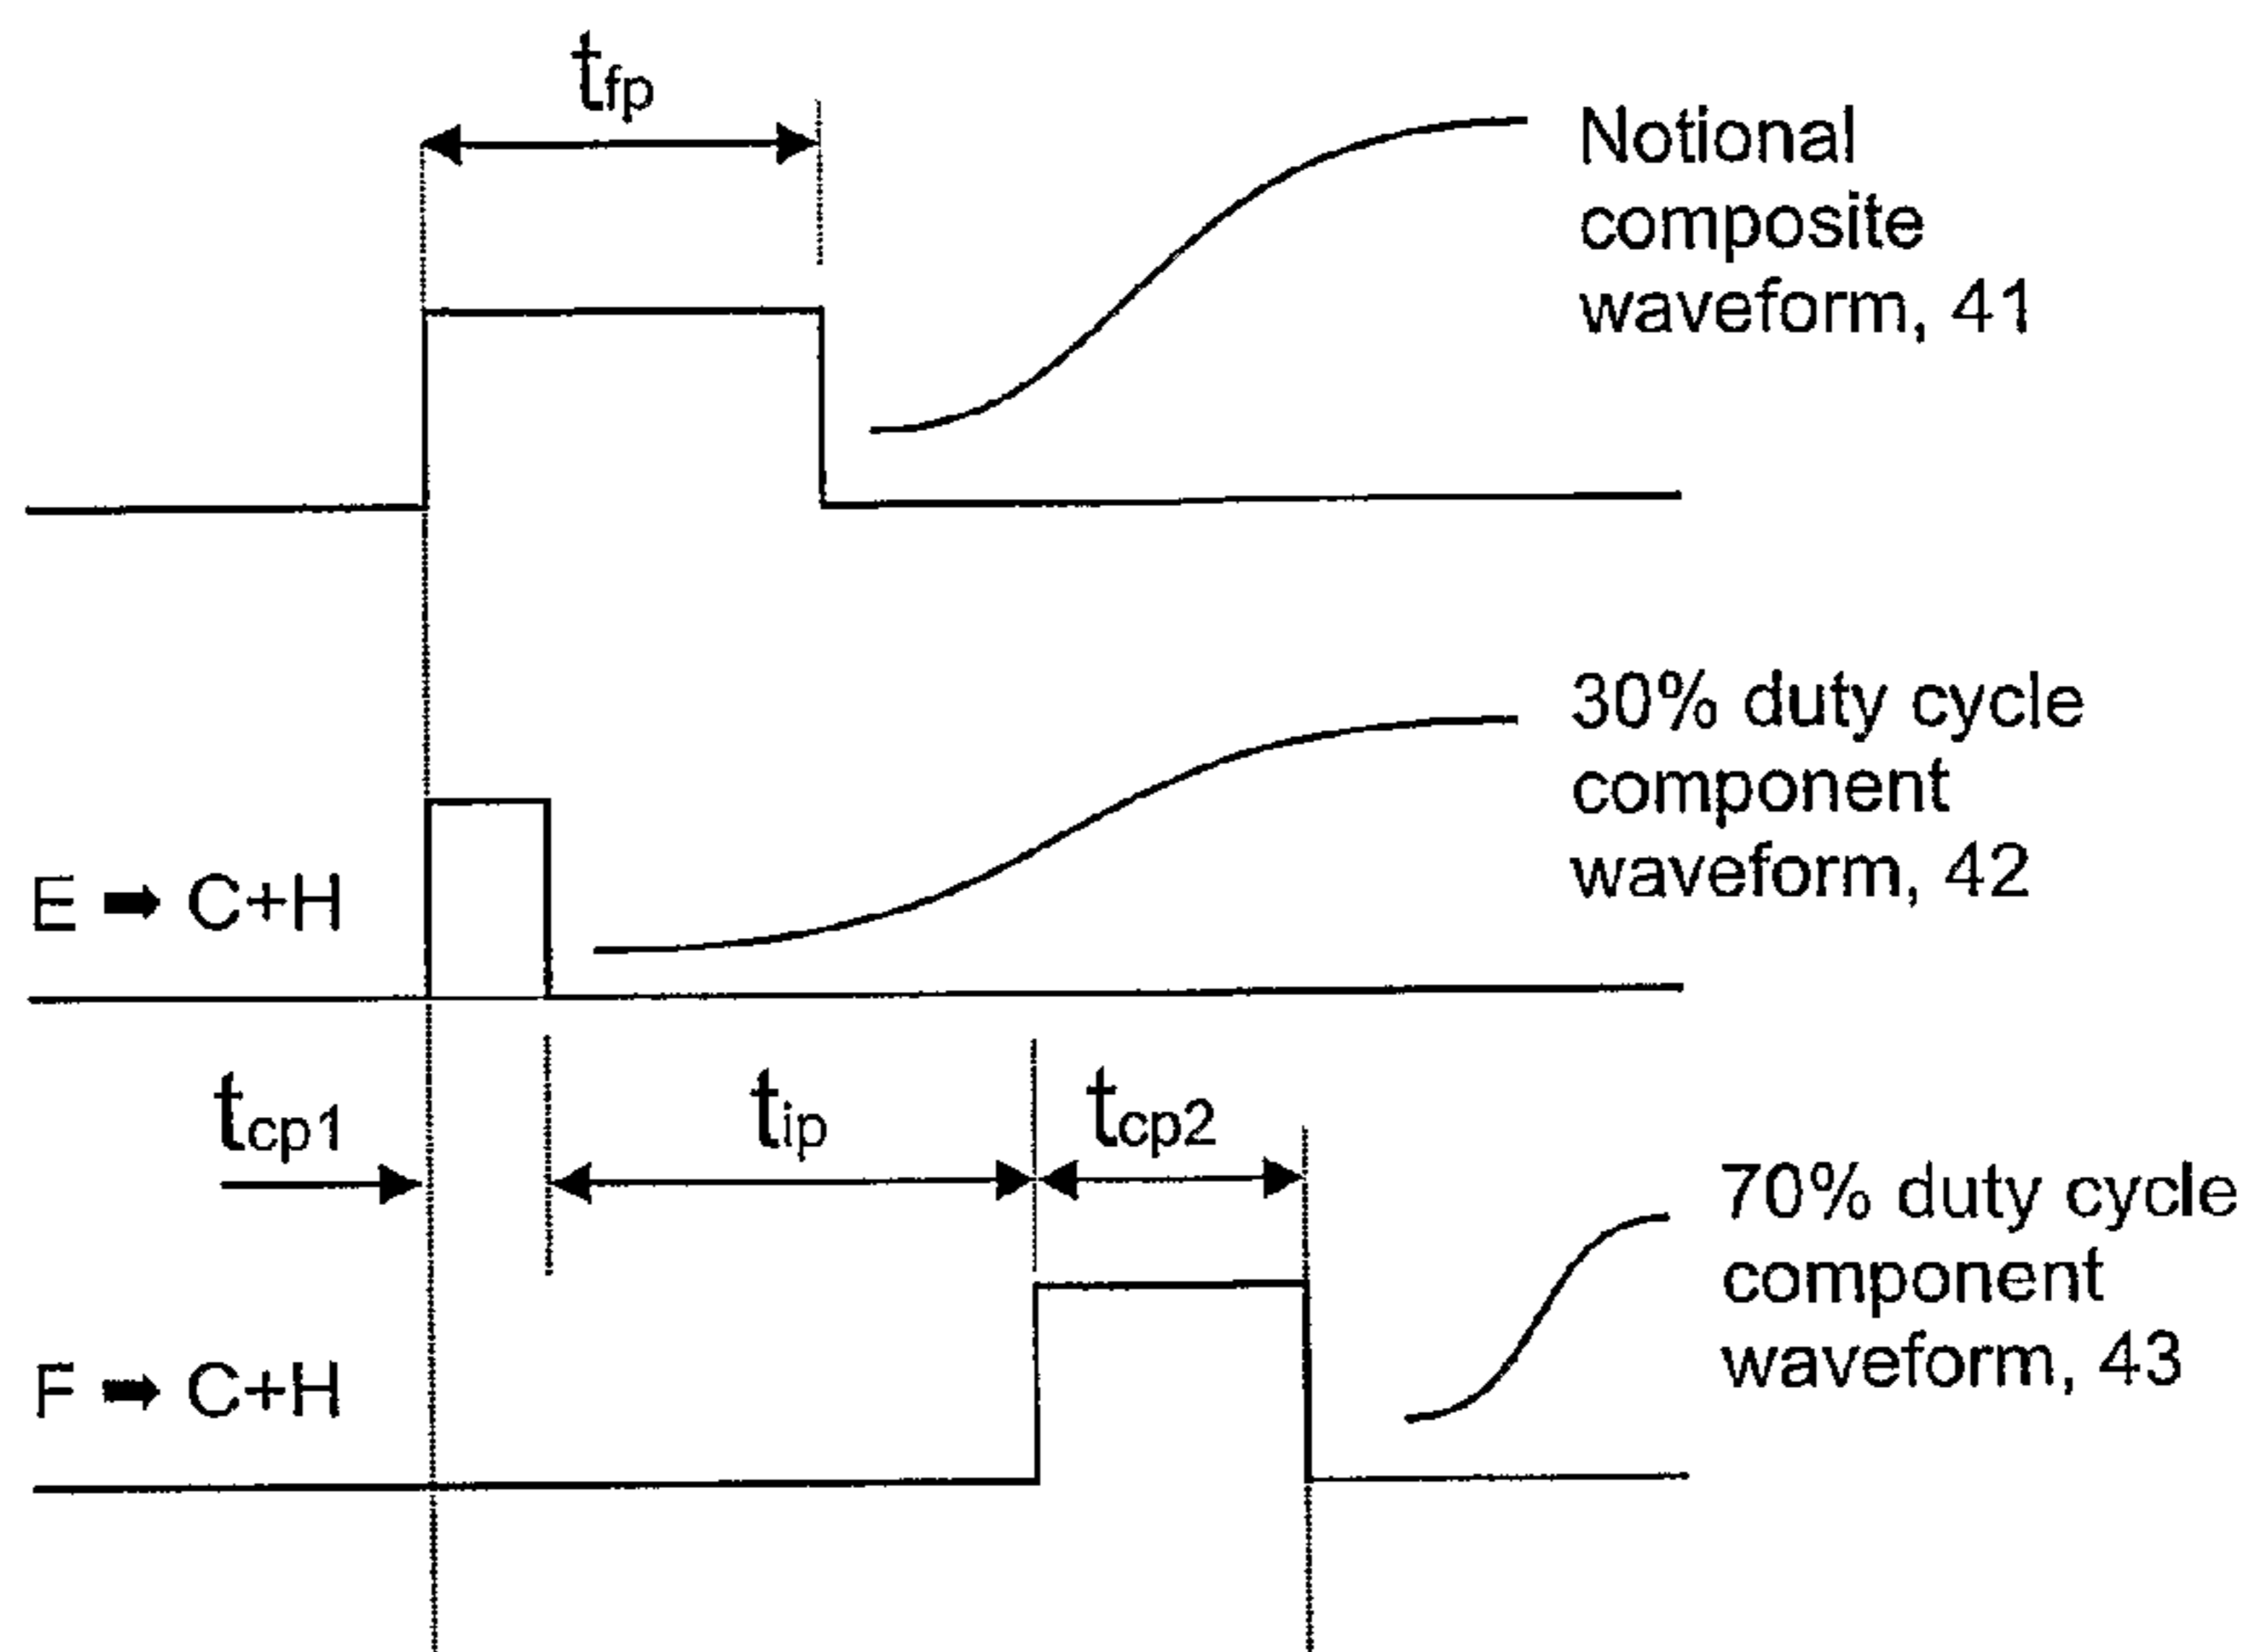 tfp
Notional
composite
waveform, 41
30% duty cycle
component
waveform, 42
E ➡ C+H
tcp1
tip
tcp2
70% duty cycle
component
waveform, 43
F ➡ C+H